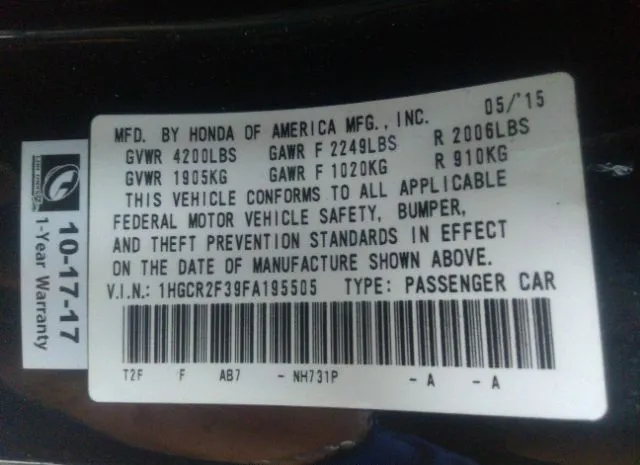 MFD. BY HONDA OF AMERICA MFG., INC. 05/'15
GVWR 4200LBS GAWR F 2249LBS R 2006LBS
GVWR 1905KG GAWR F 1020KG R 910KG
THIS VEHICLE CONFORMS TO ALL APPLICABLE
FEDERAL MOTOR VEHICLE SAFETY, BUMPER,
AND THEFT PREVENTION STANDARDS IN EFFECT
ON THE DATE OF MANUFACTURE SHOWN ABOVE.
V.I.N.: 1HGCR2F39FA195505 TYPE: PASSENGER CAR
T2F F AB7 - NH731P - A - A
10-17-17
1-Year Warranty